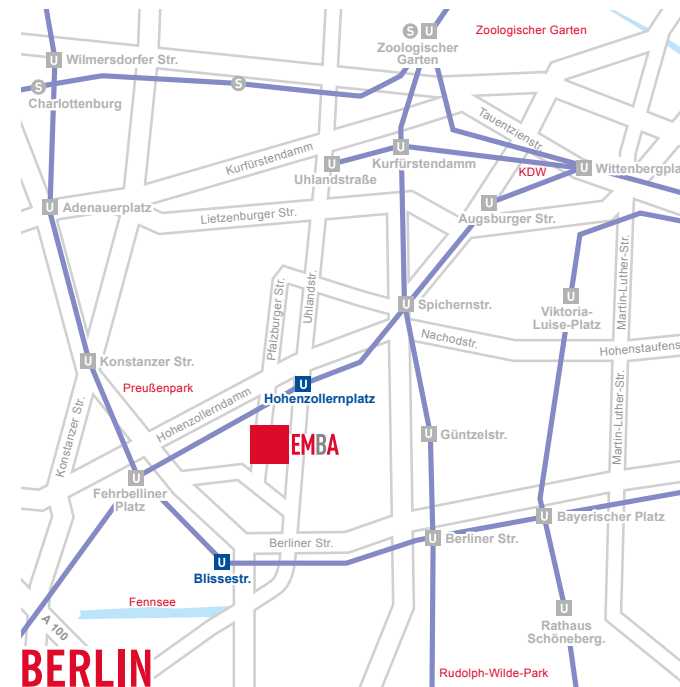 S U
Zoologischer Garten
Zoologischer
Garten
U Wilmersdorfer Str.
S
S
Charlottenburg
Tauentzienstr.
Kurfürstendamm
U
Kurfürstendamm
U
Uhlandstraße
KDW
U Wittenbergpla
U Adenauerplatz
Lietzenburger Str.
U
Augsburger Str.
Martin-Luther-Str.
Pfalzburger Str.
Uhlandstr.
U Spichernstr.
U
Viktoria-
Luise-Platz
Nachodstr.
Hohenstaufens
U Konstanzer Str.
Preußenpark
U
Hohenzollernplatz
Hohenzollerndamm
Konstanzer Str.
Martin-Luther-Str.
EMBA
U Güntzelstr.
U
Fehrbelliner
Platz
U Bayerischer Platz
Berliner Str.
U Berliner Str.
U
Blissestr.
Fennsee
A 100
U
Rathaus
Schöneberg.
BERLIN
Rudolph-Wilde-Park